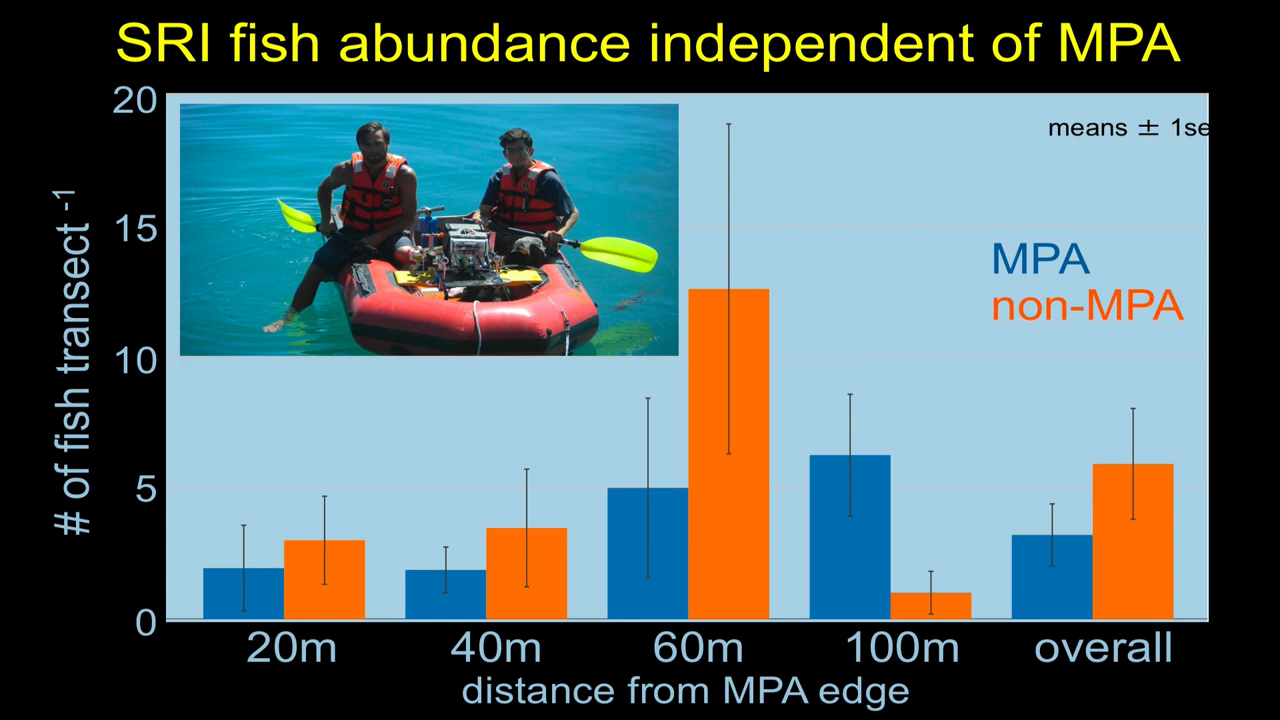 SRI fish abundance independent of MPA
means ± 1se
MPA
non-MPA
# of fish transect⁻¹
20
15
10
5
0
20m 40m 60m 100m overall
distance from MPA edge